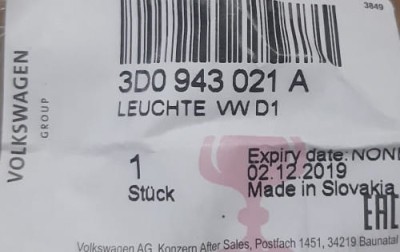 3849
VOLKSWAGEN
GROUP
3D0 943 021 A
LEUCHTE VW D1
1 Expiry date: NONE
02.12.2019
Stück Made in Slovakia
EAC
Volkswagen AG, Konzern After Sales, Postfach 1451, 34219 Baunatal